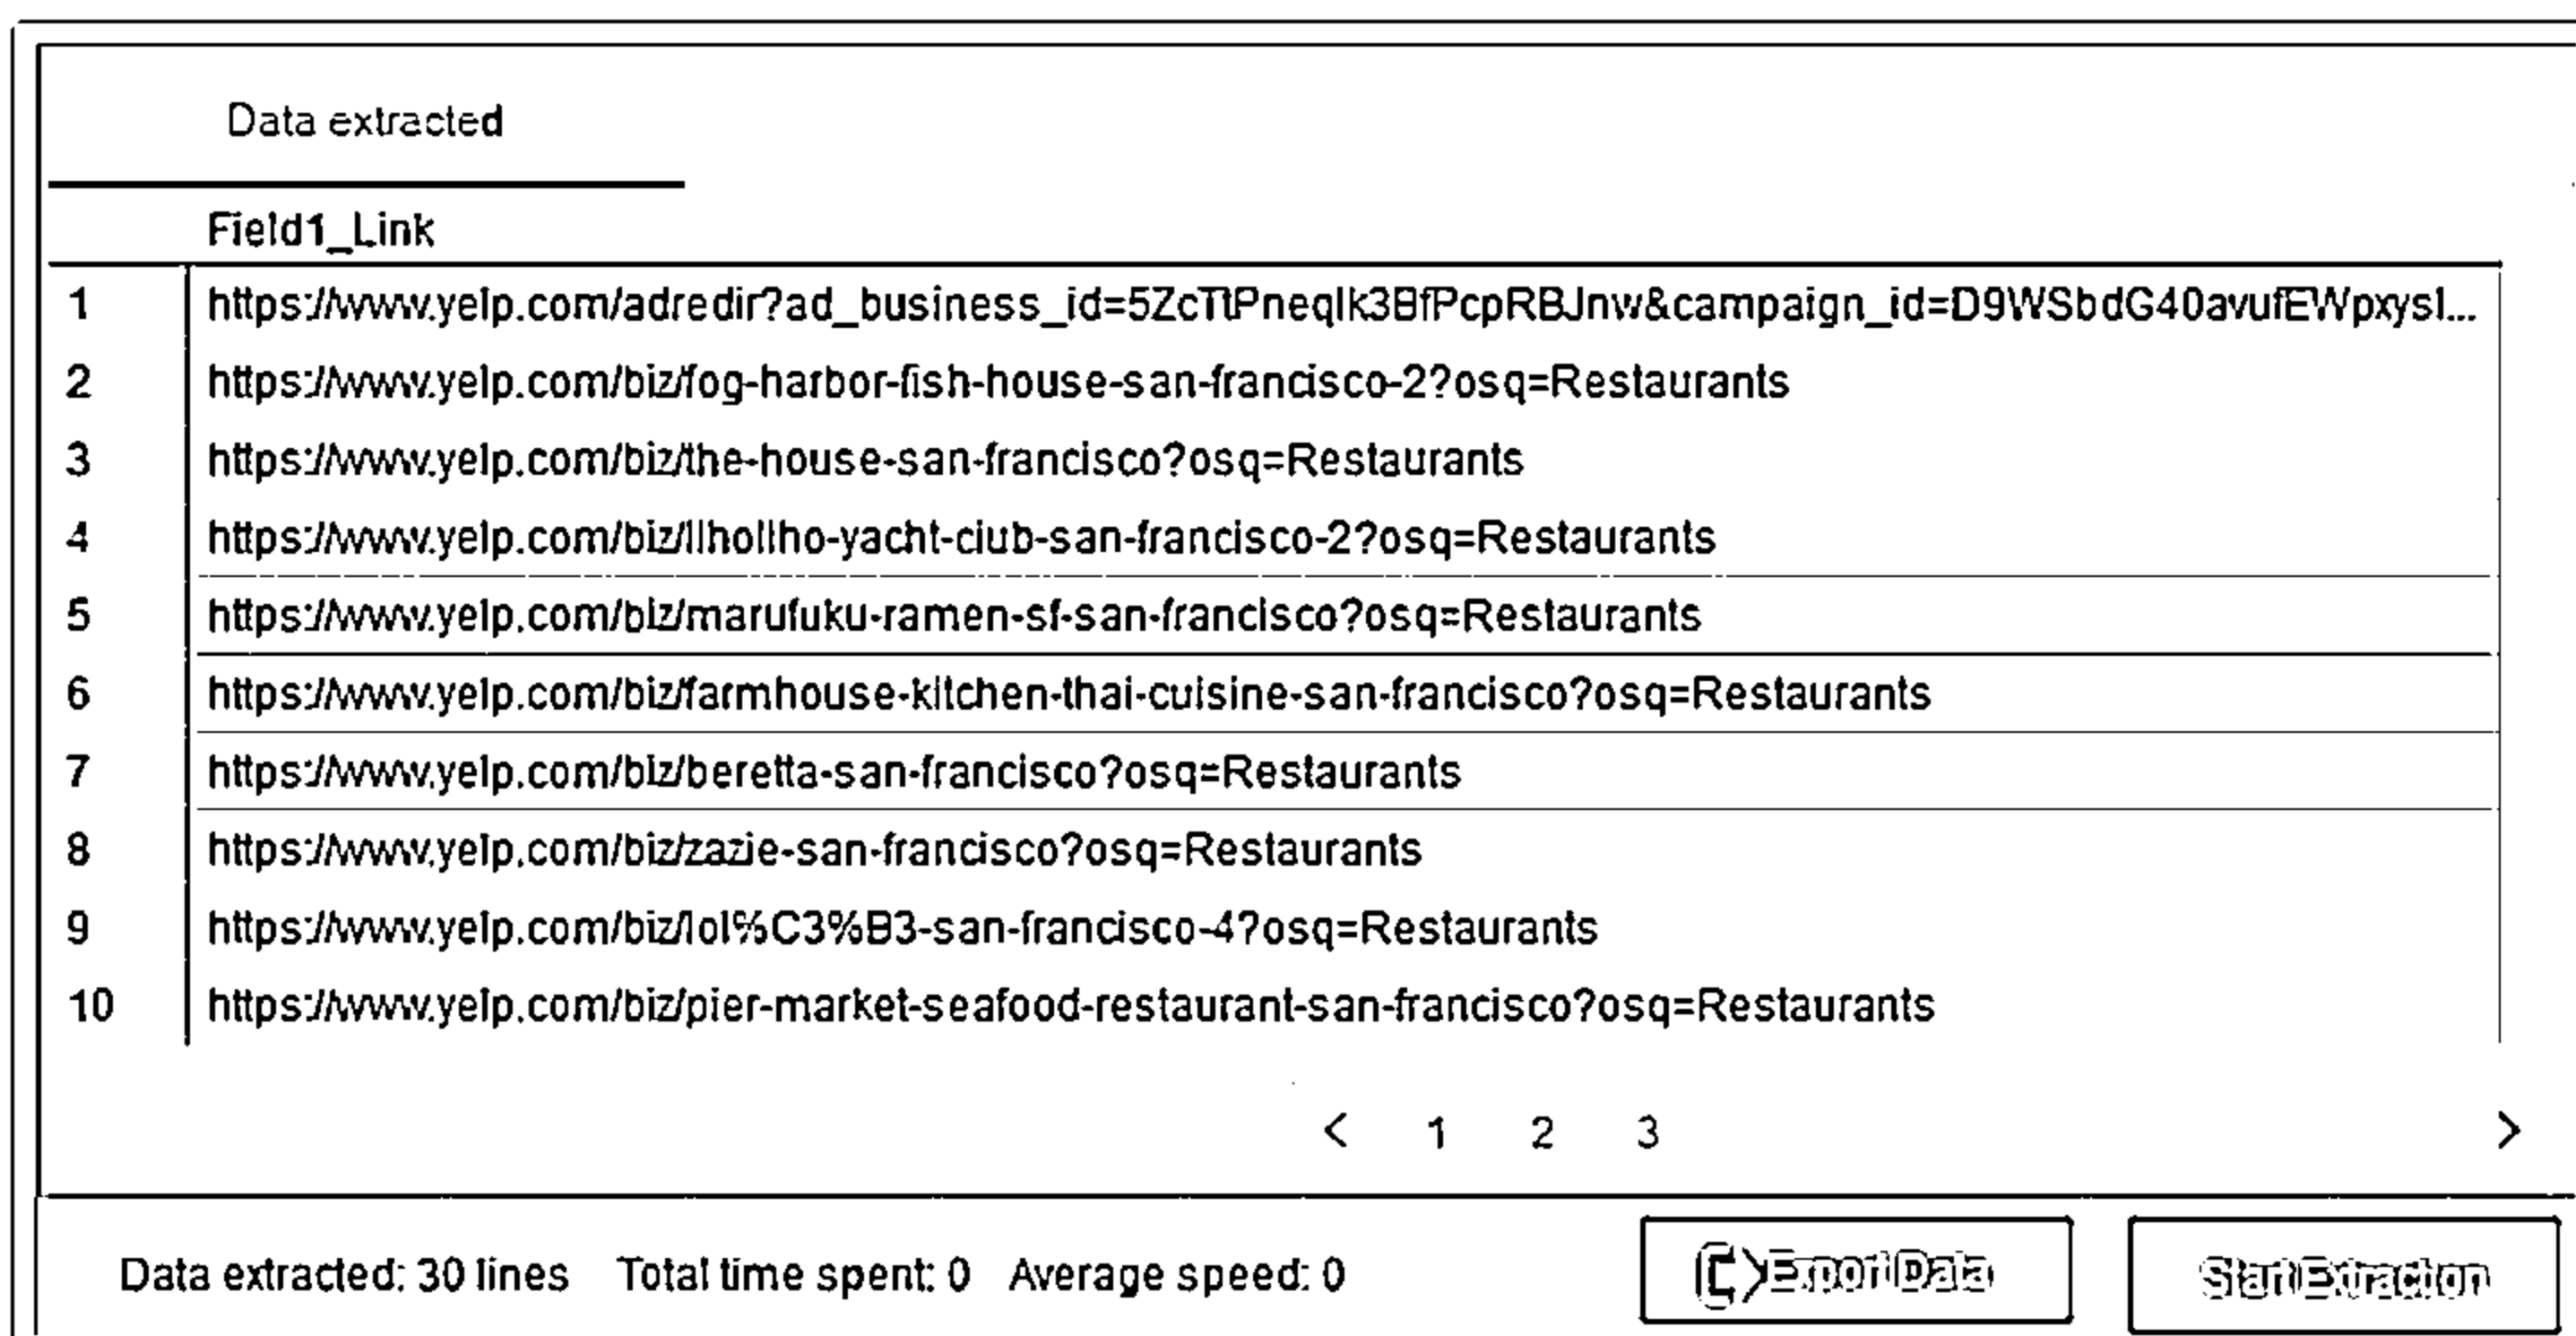 Data extracted
Field1_Link
1 https://www.yelp.com/adredir?ad_business_id=5ZcTtPneqIk3BfPcpRBJnw&campaign_id=D9WSbdG40avufEWpxysl...
2 https://www.yelp.com/biz/fog-harbor-fish-house-san-francisco-2?osq=Restaurants
3 https://www.yelp.com/biz/the-house-san-francisco?osq=Restaurants
4 https://www.yelp.com/biz/llhollho-yacht-club-san-francisco-2?osq=Restaurants
5 https://www.yelp.com/biz/marufuku-ramen-sf-san-francisco?osq=Restaurants
6 https://www.yelp.com/biz/farmhouse-kitchen-thai-cuisine-san-francisco?osq=Restaurants
7 https://www.yelp.com/biz/beretta-san-francisco?osq=Restaurants
8 https://www.yelp.com/biz/zazie-san-francisco?osq=Restaurants
9 https://www.yelp.com/biz/lol%C3%B3-san-francisco-4?osq=Restaurants
10 https://www.yelp.com/biz/pier-market-seafood-restaurant-san-francisco?osq=Restaurants
< 1 2 3 >
Data extracted: 30 lines Total time spent: 0 Average speed: 0 Export Data Start Extraction